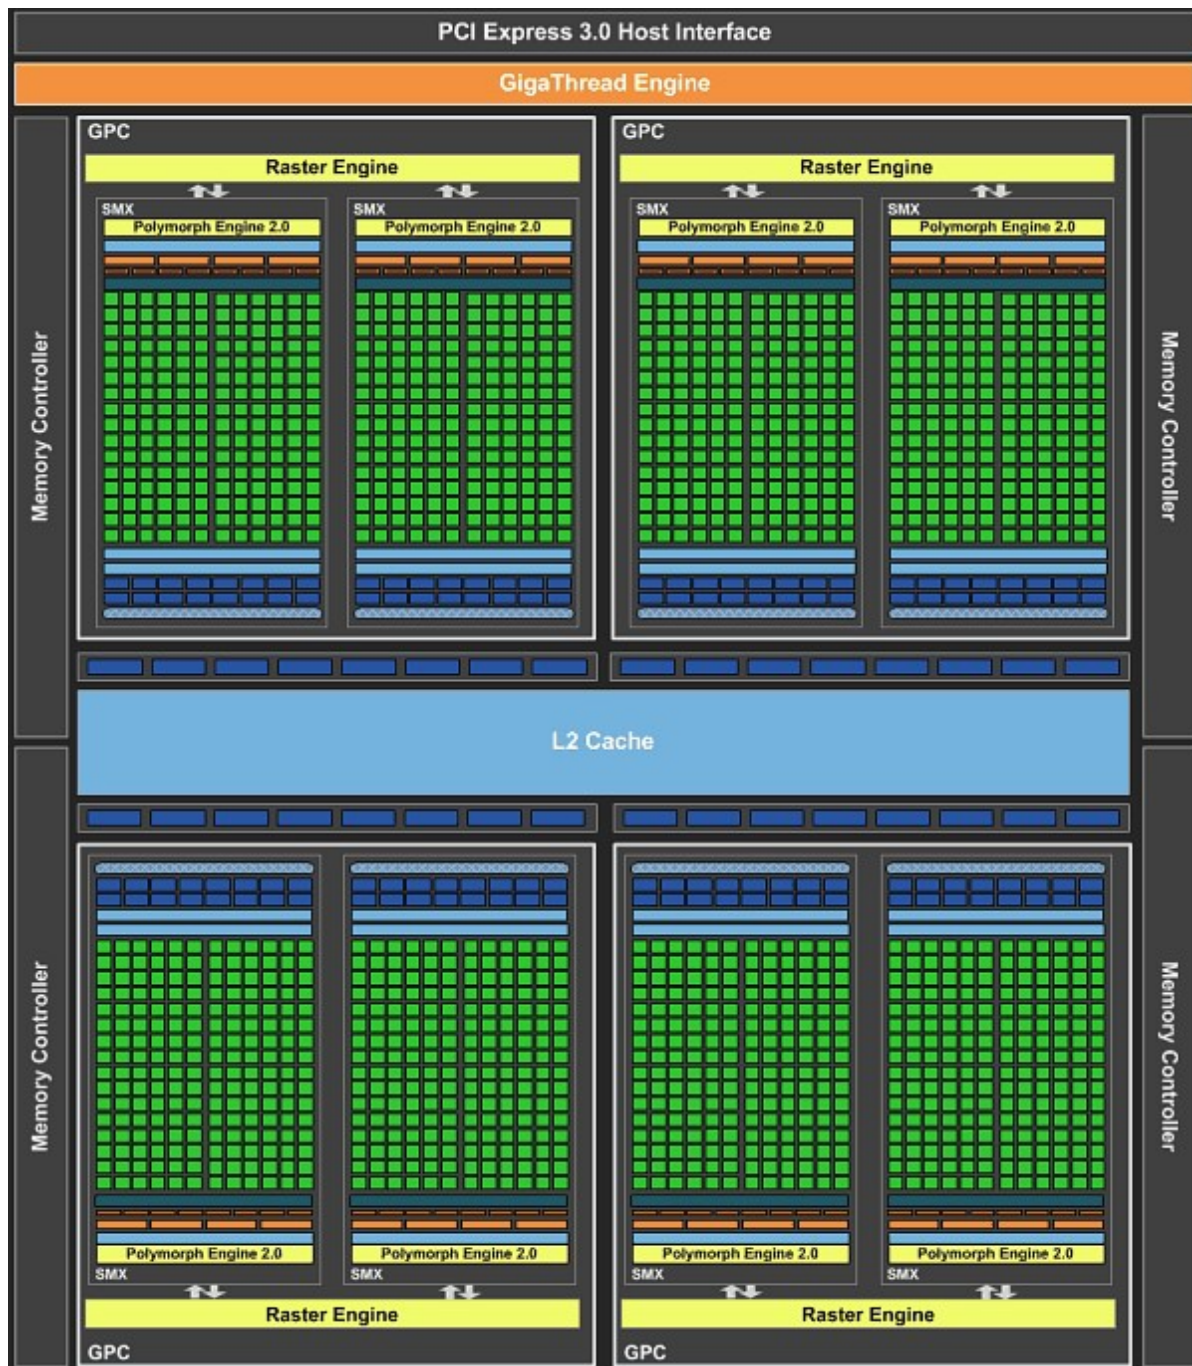 PCI Express 3.0 Host Interface
GigaThread Engine
Memory Controller
GPC
Raster Engine
SMX
Polymorph Engine 2.0
SMX
Polymorph Engine 2.0
GPC
Raster Engine
SMX
Polymorph Engine 2.0
SMX
Polymorph Engine 2.0
Memory Controller
L2 Cache
Memory Controller
Polymorph Engine 2.0
SMX
Polymorph Engine 2.0
SMX
Raster Engine
GPC
Polymorph Engine 2.0
SMX
Polymorph Engine 2.0
SMX
Raster Engine
GPC
Memory Controller